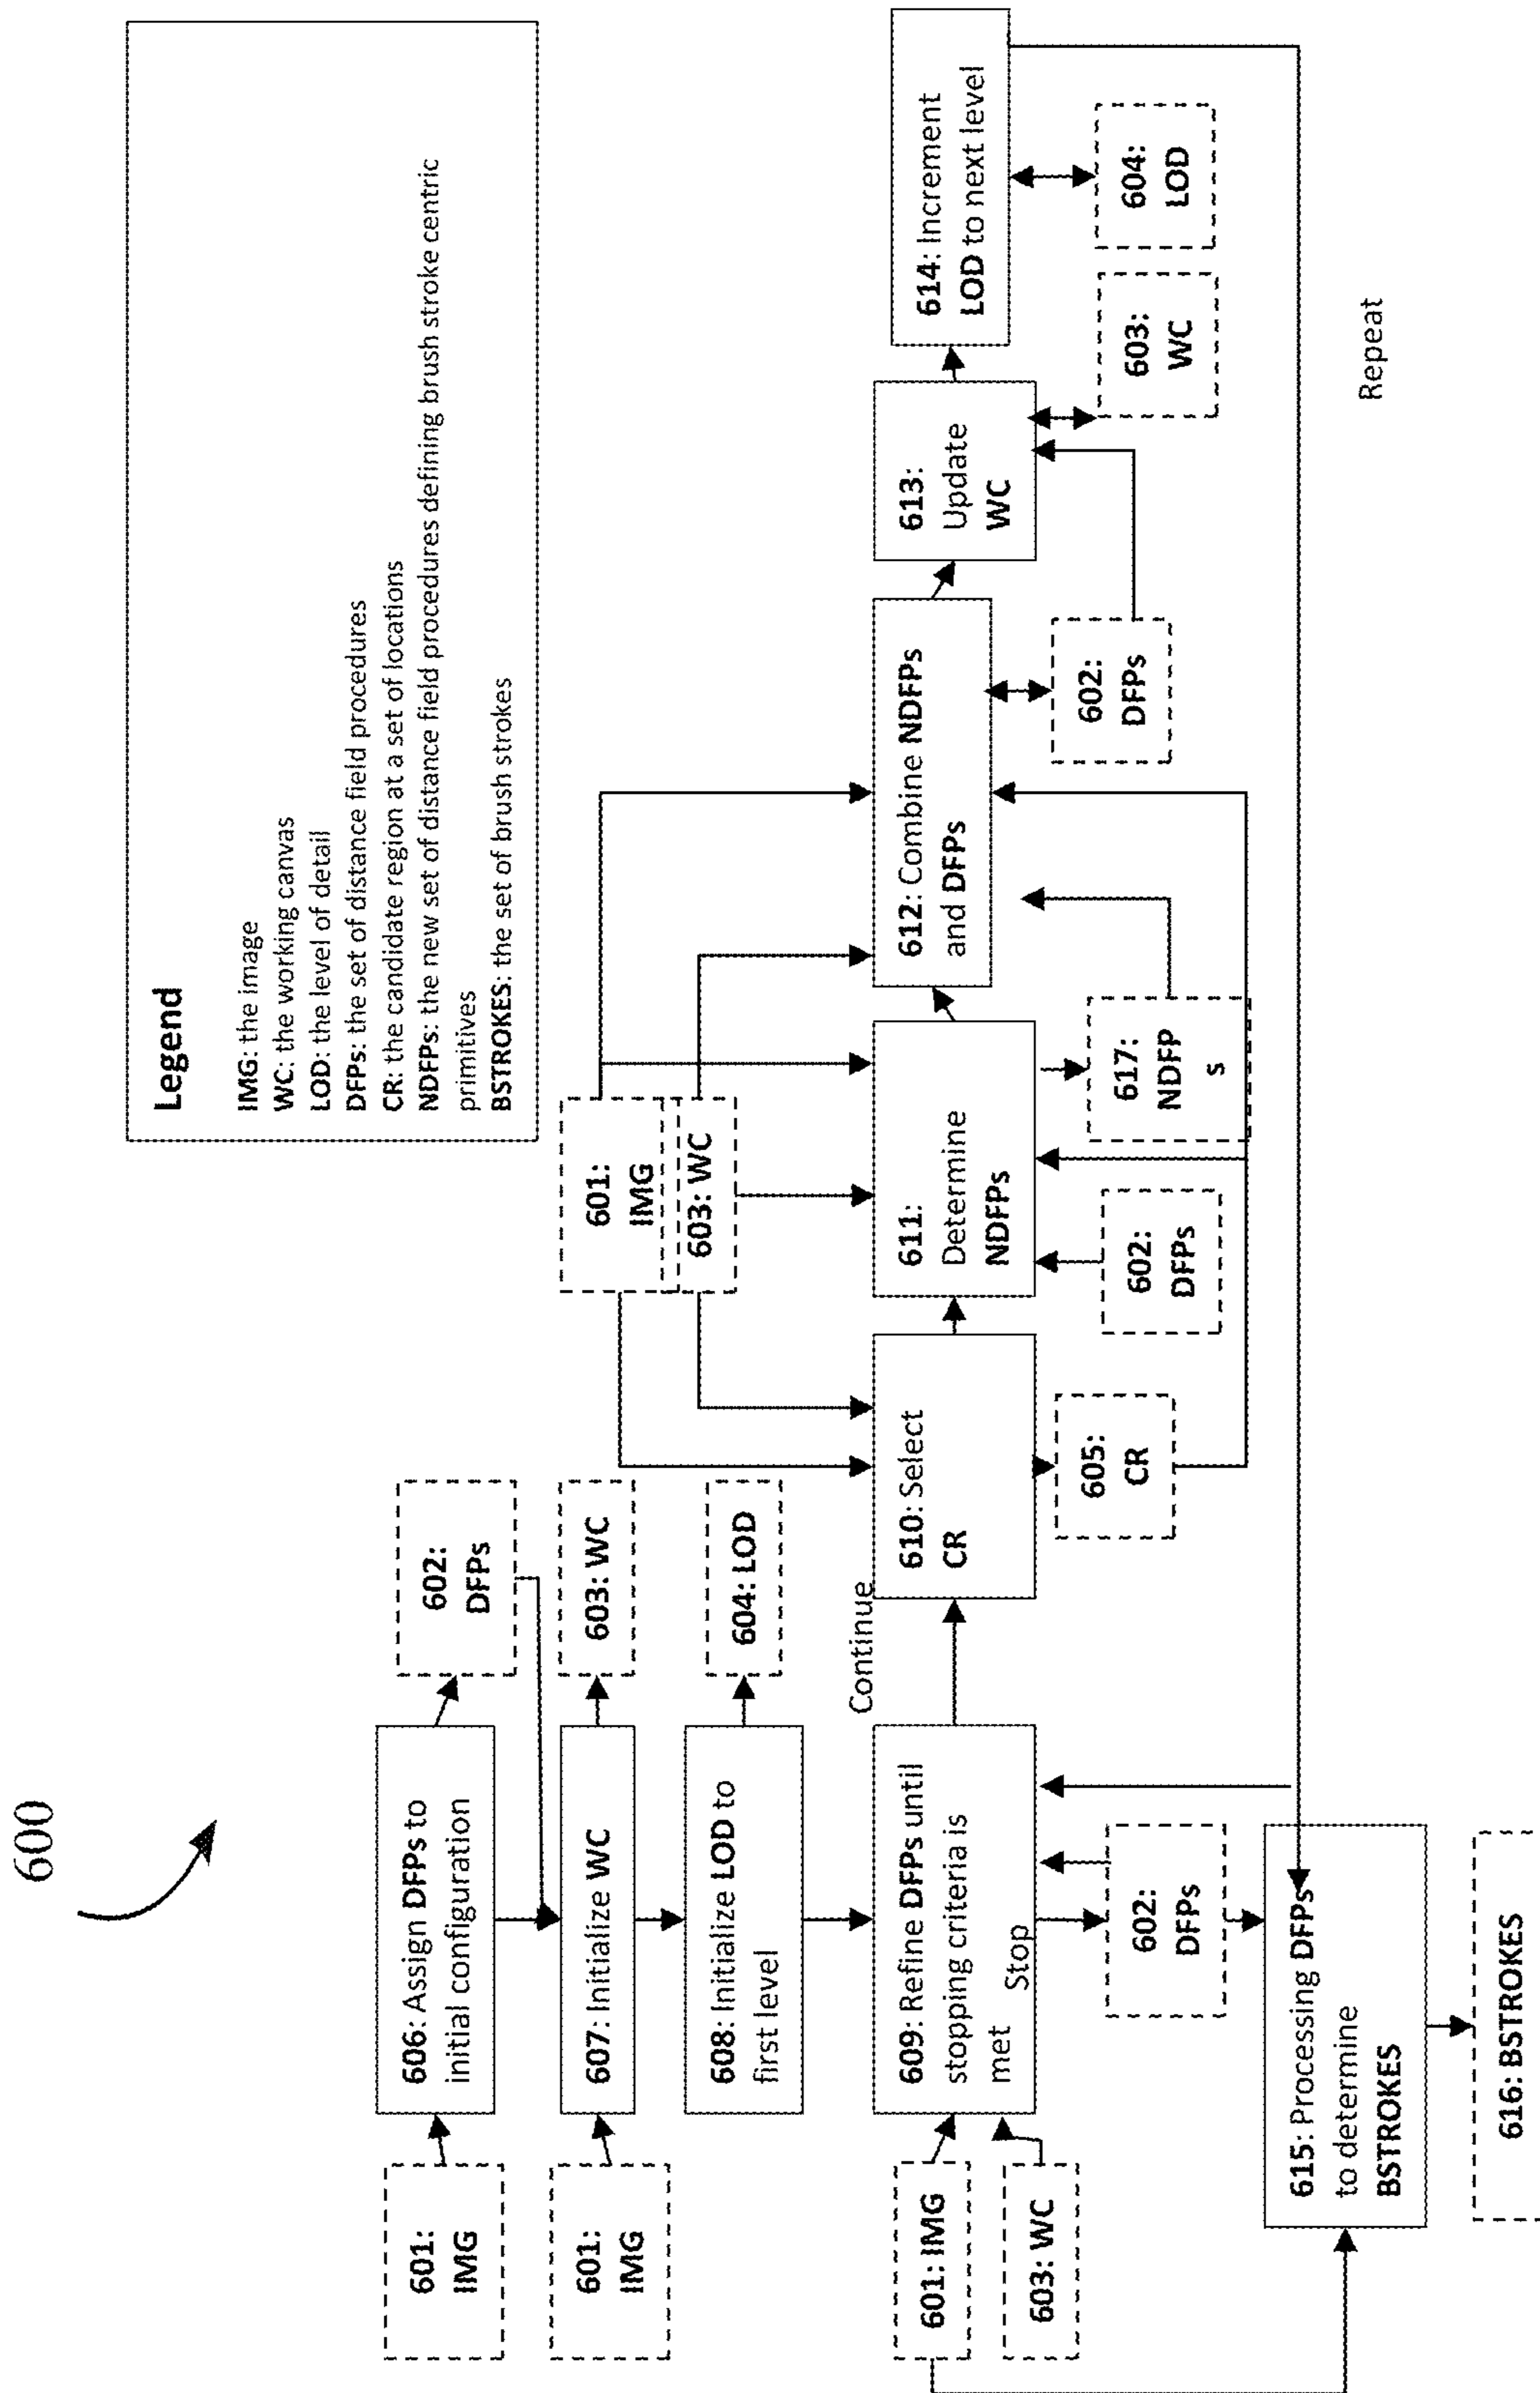 600
Legend
IMG: the image
WC: the working canvas
LOD: the level of detail
DFPs: the set of distance field procedures
CR: the candidate region at a set of locations
NDFPs: the new set of distance field procedures defining brush stroke centric
primitives
BSTROKES: the set of brush strokes
601:
IMG
606: Assign DFPs to
initial configuration
602:
DFPs
601:
IMG
607: Initialize WC
603: WC
608: Initialize LOD to
first level
604: LOD
601:
IMG
603: WC
601: IMG
603: WC
609: Refine DFPs until
stopping criteria is
met
Stop
Continue
610: Select
CR
611:
Determine
NDFPs
612: Combine NDFPs
and DFPs
613:
Update
WC
614: Increment
LOD to next level
602:
DFPs
605:
CR
602:
DFPs
617:
NDFP
s
602:
DFPs
603:
WC
604:
LOD
Repeat
615: Processing DFPs
to determine
BSTROKES
616: BSTROKES